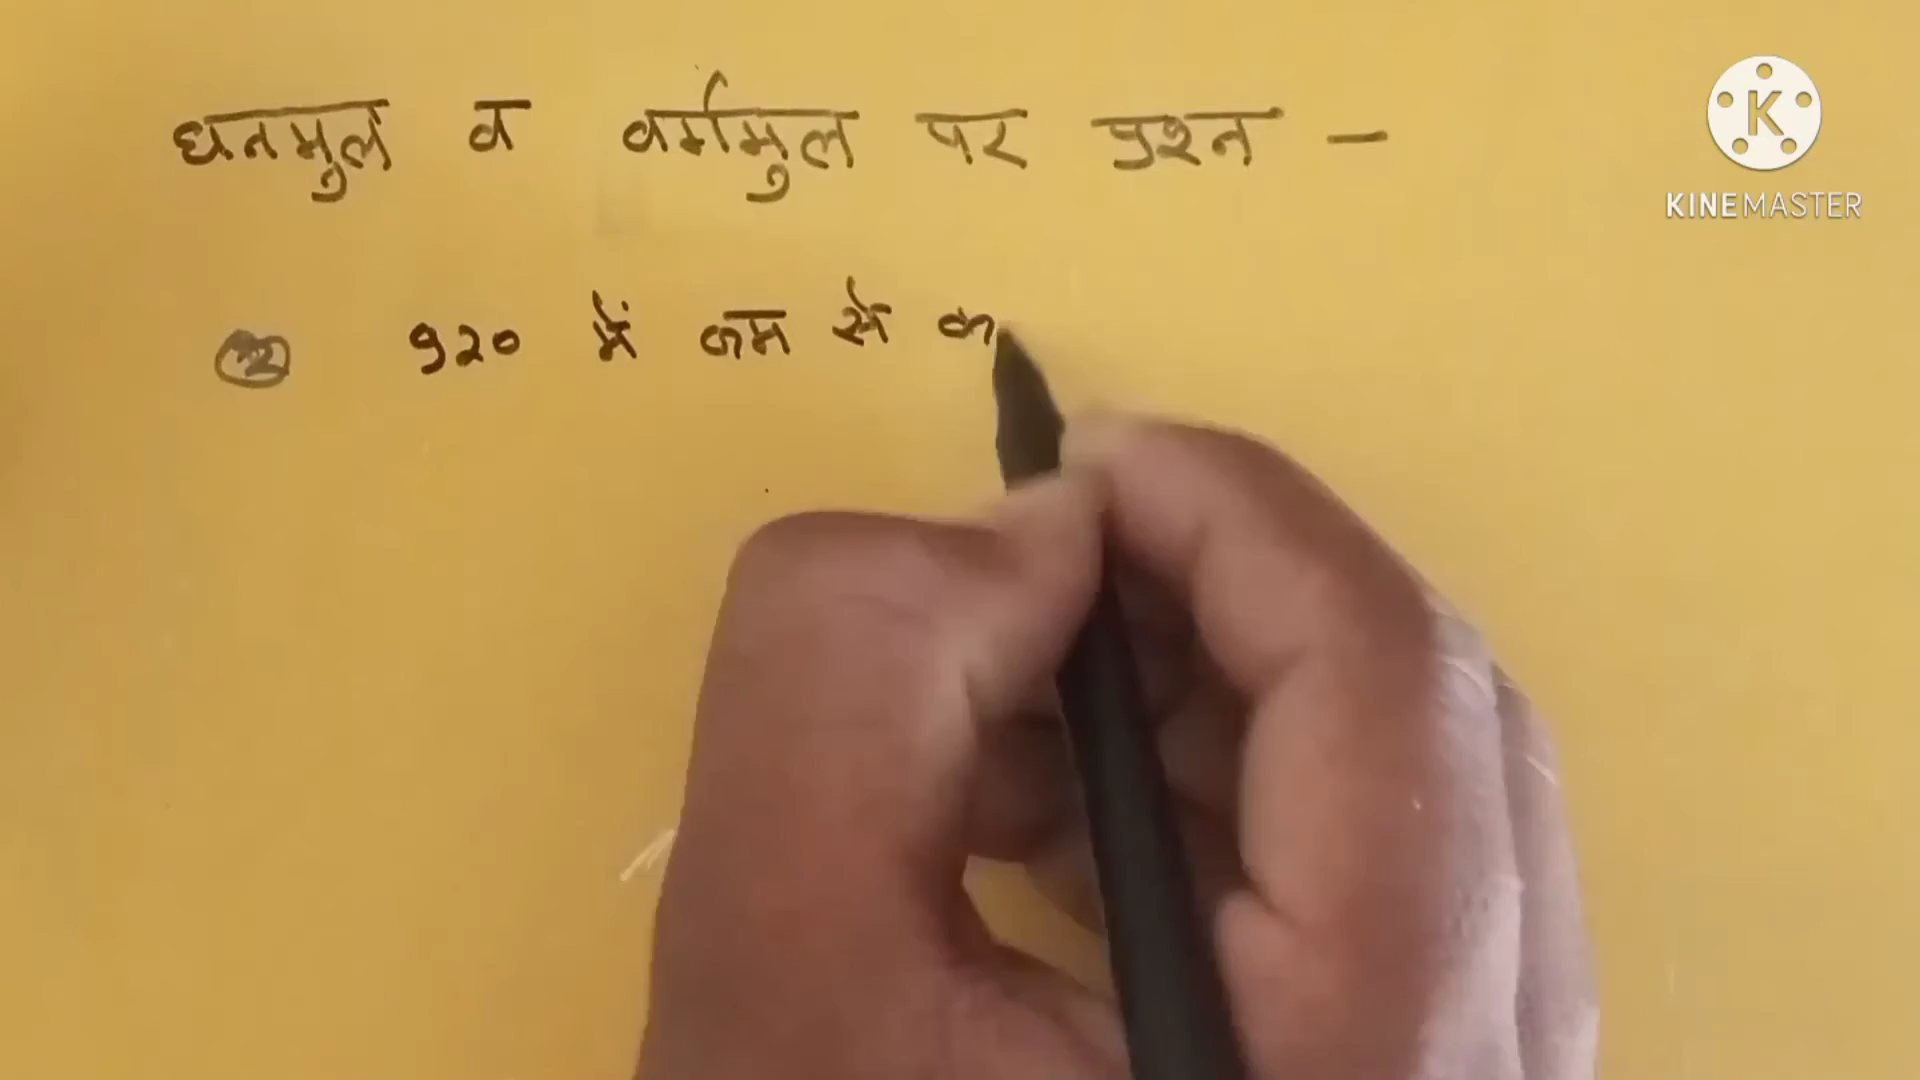 घनमुल व वर्गमुल पर प्रश्न -
920 में कम से क
K
KINEMASTER